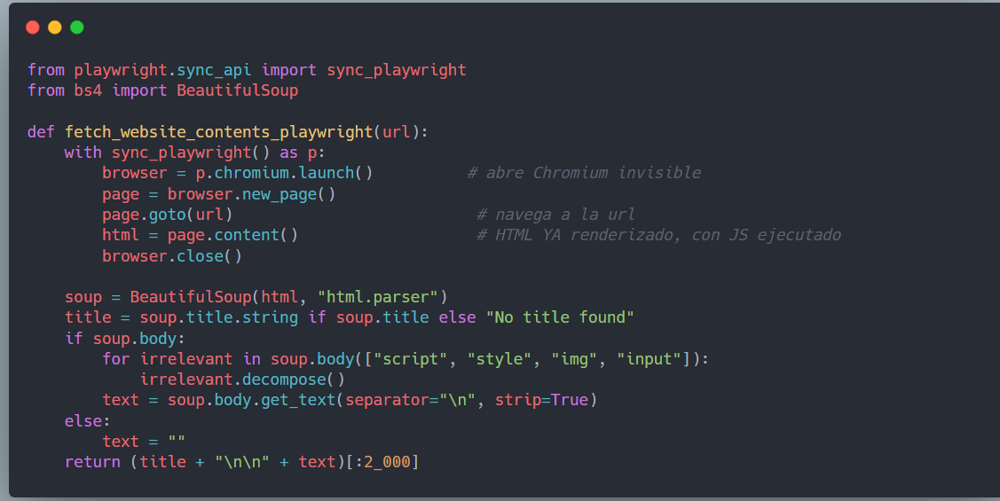 from playwright.sync_api import sync_playwright
from bs4 import BeautifulSoup

def fetch_website_contents_playwright(url):
    with sync_playwright() as p:
        browser = p.chromium.launch()          # abre Chromium invisible
        page = browser.new_page()
        page.goto(url)                          # navega a la url
        html = page.content()                   # HTML YA renderizado, con JS ejecutado
        browser.close()

    soup = BeautifulSoup(html, "html.parser")
    title = soup.title.string if soup.title else "No title found"
    if soup.body:
        for irrelevant in soup.body(["script", "style", "img", "input"]):
            irrelevant.decompose()
        text = soup.body.get_text(separator="\n", strip=True)
    else:
        text = ""
    return (title + "\n\n" + text)[:2_000]